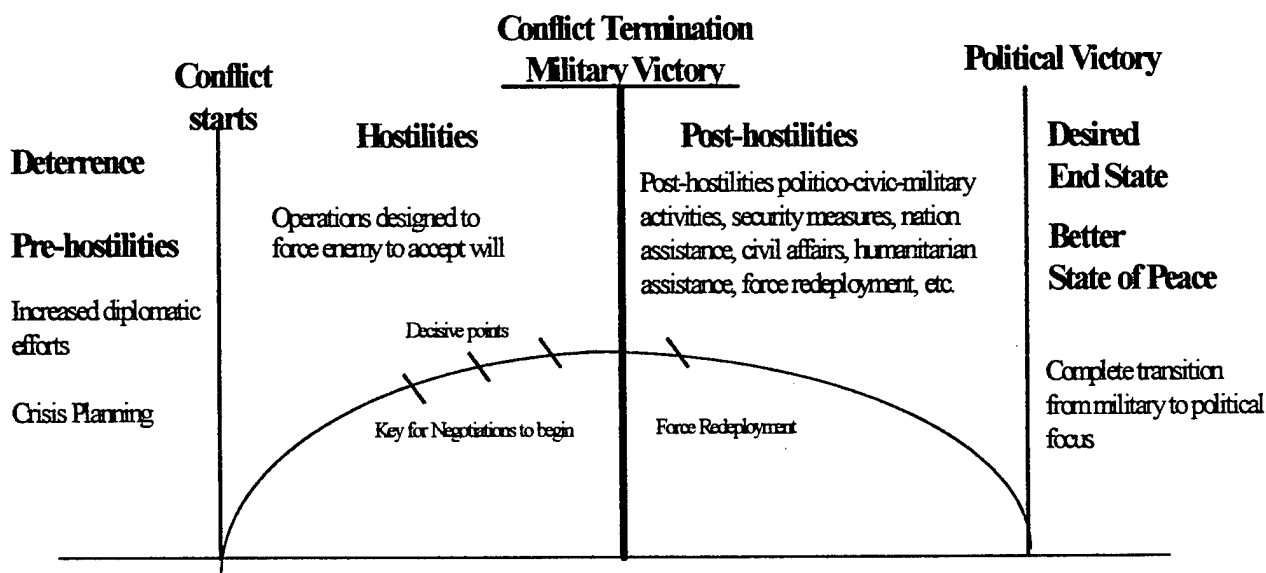 Conflict
starts
Conflict Termination
Military Victory
Political Victory
Deterrence
Pre-hostilities
Increased diplomatic
efforts
Crisis Planning
Hostilities
Operations designed to
force enemy to accept will
Decisive points
Key for Negotiations to begin
Post-hostilities
Post-hostilities politico-civic-military
activities, security measures, nation
assistance, civil affairs, humanitarian
assistance, force redeployment, etc.
Force Redeployment
Desired
End State
Better
State of Peace
Complete transition
from military to political
focus